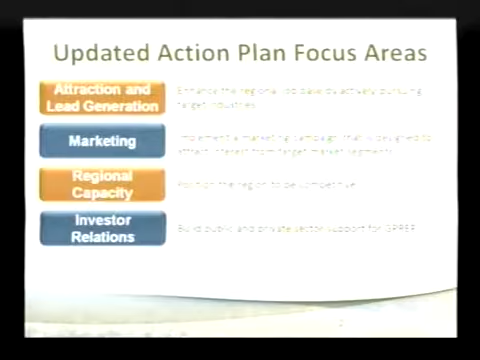 Updated Action Plan Focus Areas
Attraction and
Lead Generation
Enhance the regional job base by actively pursuing
target industries
Marketing
Implement a marketing campaign that is designed to
attract interest from target market segments
Regional
Capacity
Position the region to be competitive
Investor
Relations
Build public and private sector support for GPREP